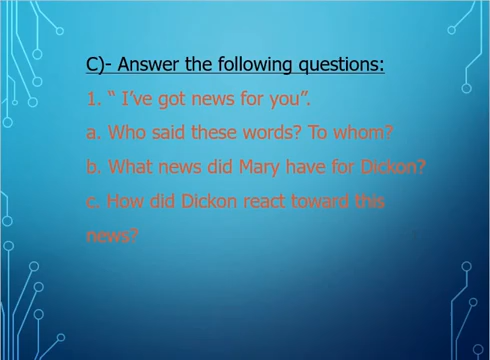 C)- Answer the following questions:
1. “ I’ve got news for you”.
a. Who said these words? To whom?
b. What news did Mary have for Dickon?
c. How did Dickon react toward this
news?